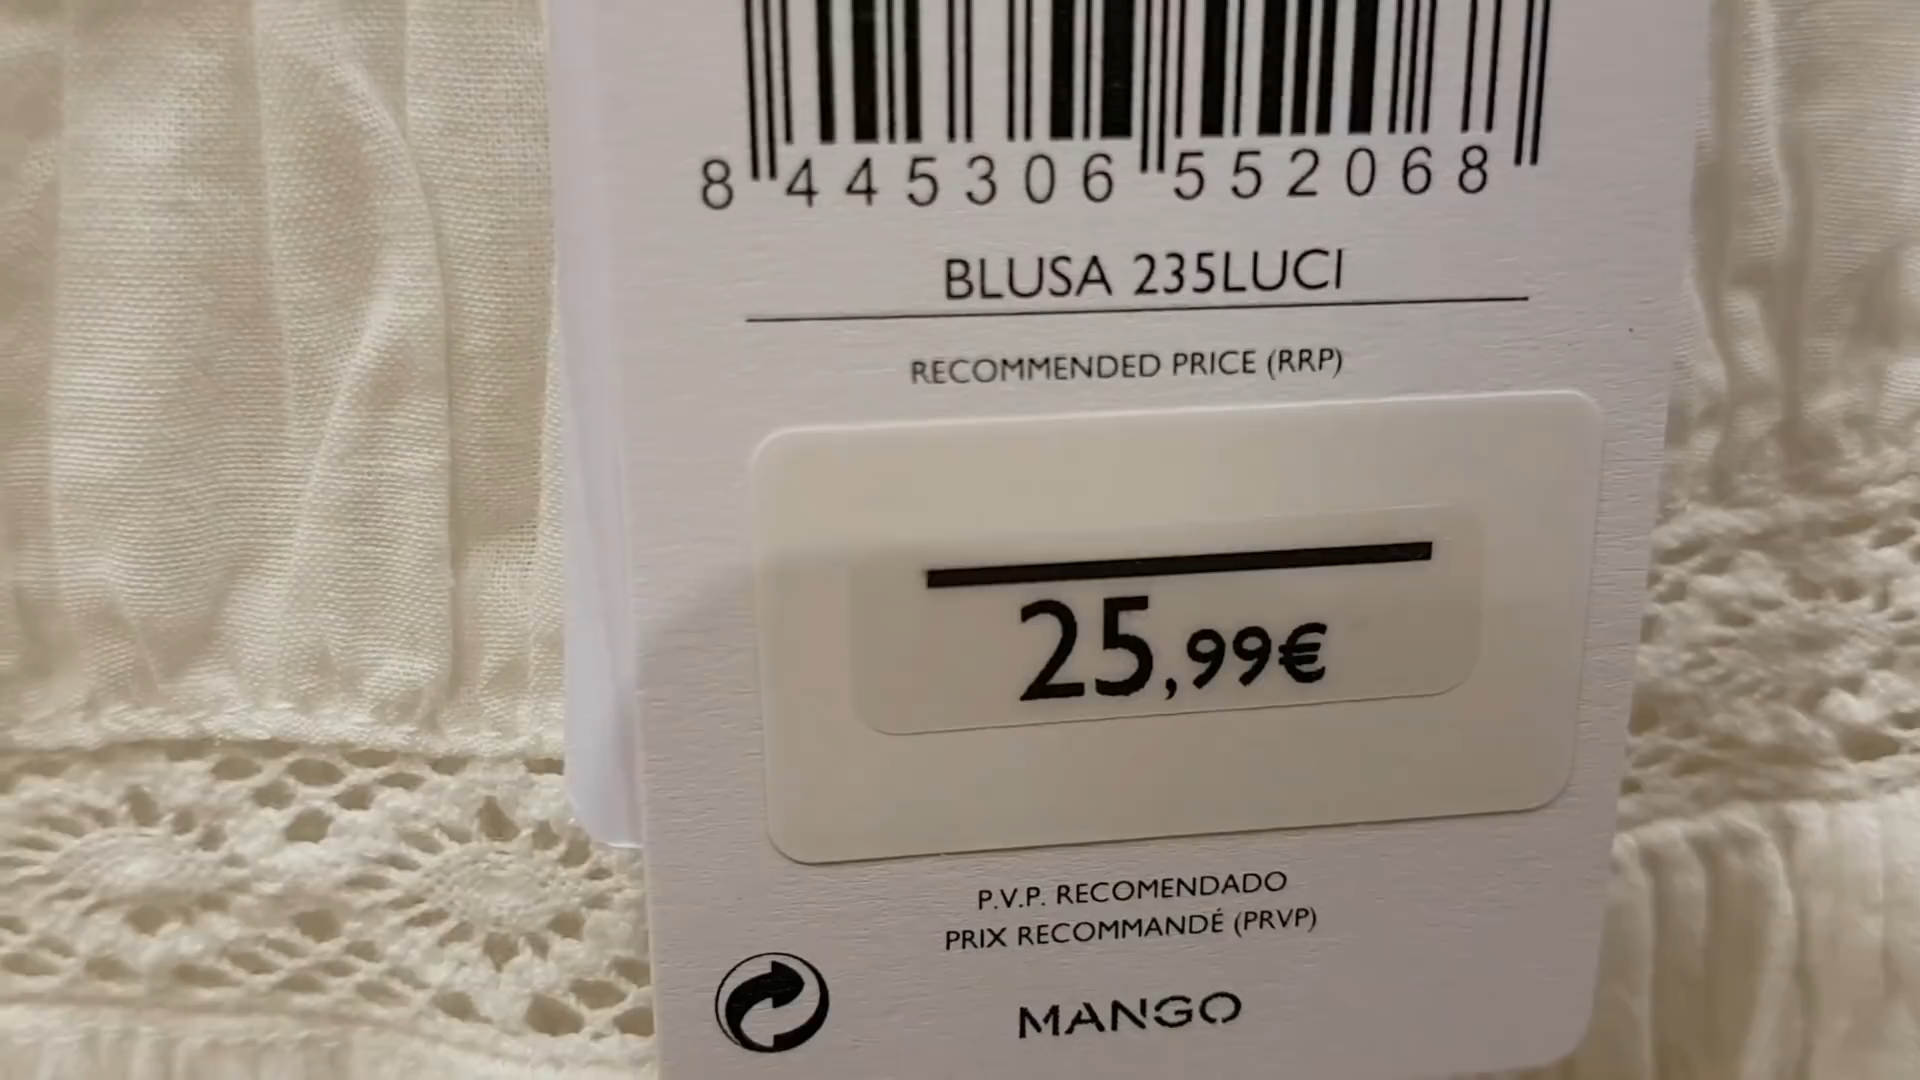 8 445306 552068
BLUSA 235LUCI
RECOMMENDED PRICE (RRP)
25,99€
P.V.P. RECOMENDADO
PRIX RECOMMANDÉ (PRVP)
MANGO